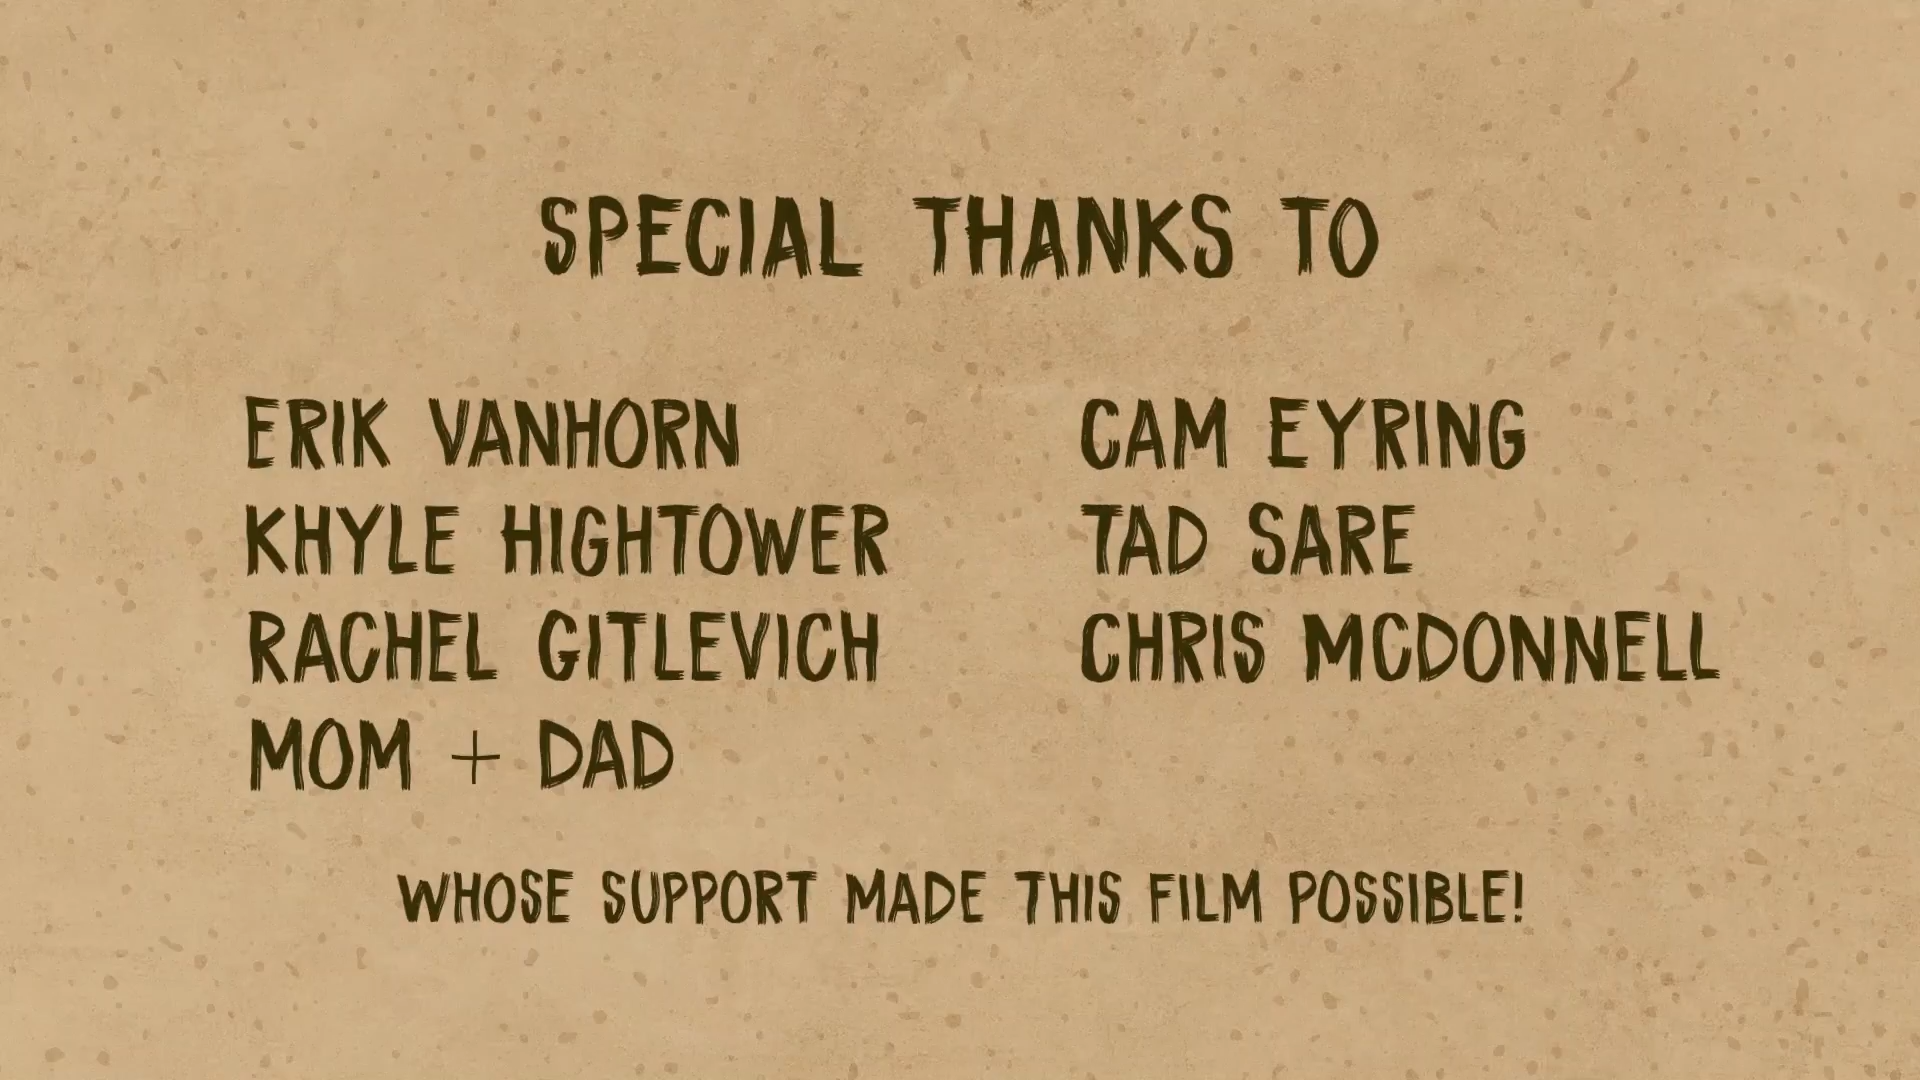 SPECIAL THANKS TO
ERIK VANHORN
KHYLE HIGHTOWER
RACHEL GITLEVICH
MOM + DAD
CAM EYRING
TAD SARE
CHRIS MCDONNELL
WHOSE SUPPORT MADE THIS FILM POSSIBLE!